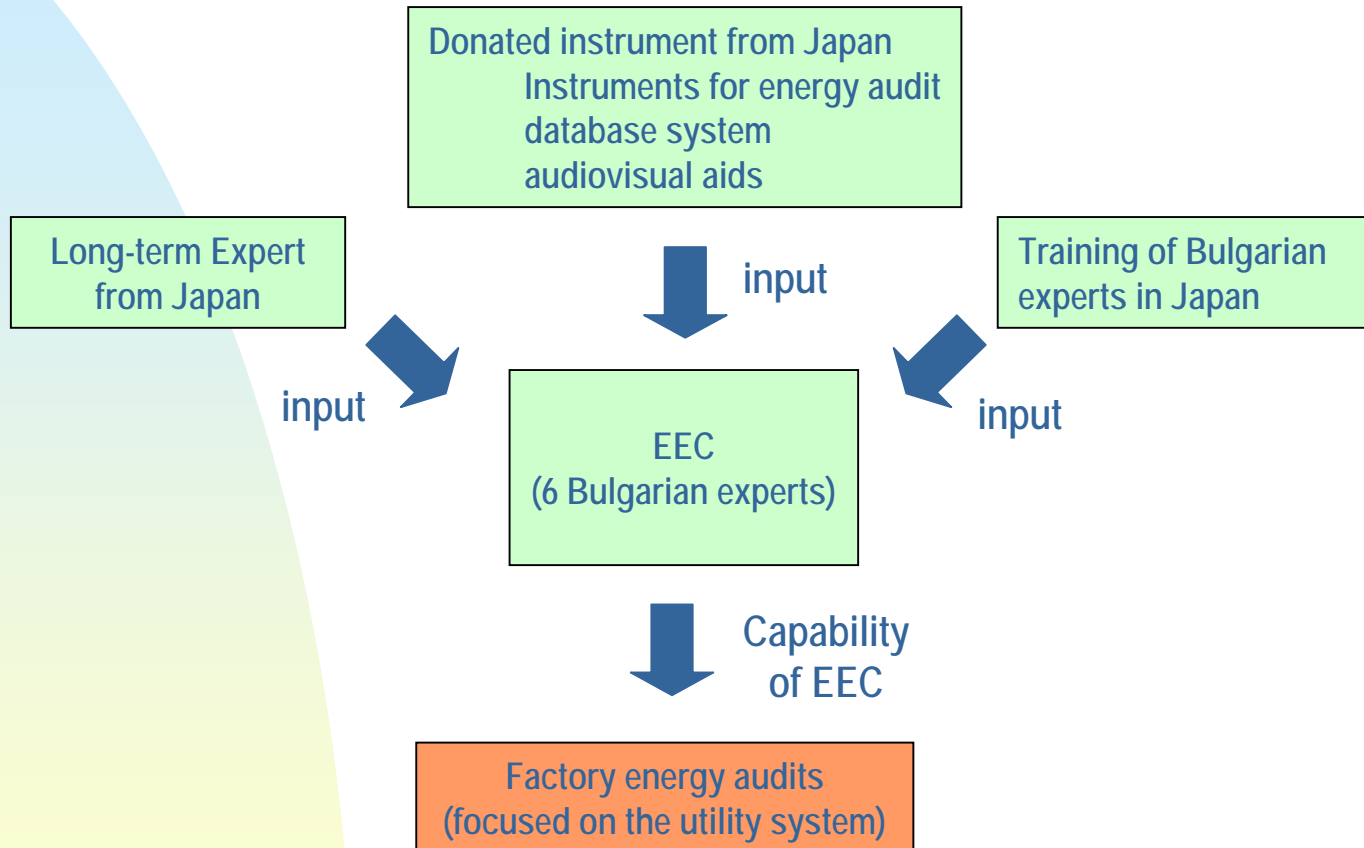 Donated instrument from Japan
Instruments for energy audit
database system
audiovisual aids
Long-term Expert
from Japan
input
Training of Bulgarian
experts in Japan
input
input
EEC
(6 Bulgarian experts)
Capability
of EEC
Factory energy audits
(focused on the utility system)